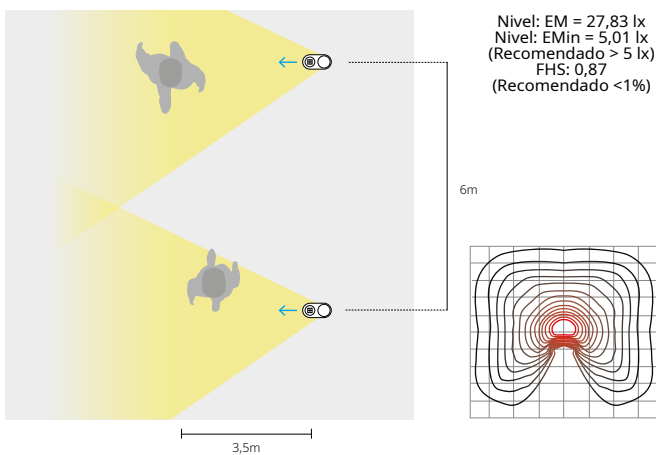 Nivel: EM = 27,83 lx
Nivel: EMin = 5,01 lx
(Recomendado > 5 lx)
FHS: 0,87
(Recomendado <1%)
6m
3,5m